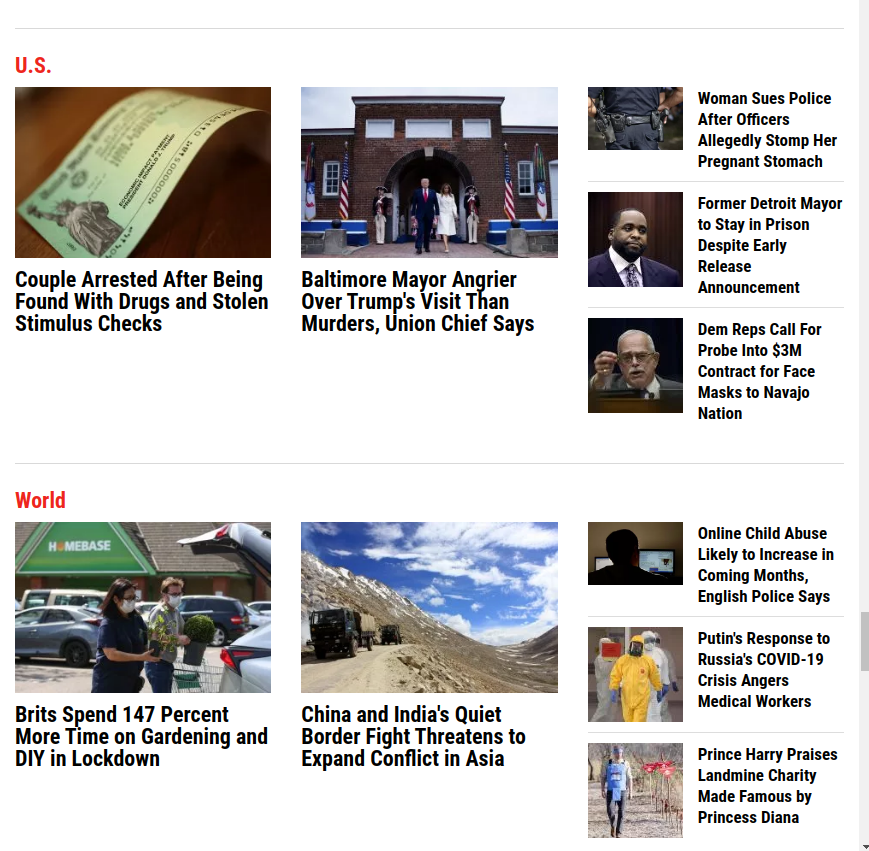 U.S.
ECONOMIC IMPACT PAYMENT
PRESIDENT DONALD J. TRUMP
Couple Arrested After Being
Found With Drugs and Stolen
Stimulus Checks
Baltimore Mayor Angrier
Over Trump's Visit Than
Murders, Union Chief Says
Woman Sues Police
After Officers
Allegedly Stomp Her
Pregnant Stomach
Former Detroit Mayor
to Stay in Prison
Despite Early
Release
Announcement
Dem Reps Call For
Probe Into $3M
Contract for Face
Masks to Navajo
Nation
World
HOMEBASE
Brits Spend 147 Percent
More Time on Gardening and
DIY in Lockdown
China and India's Quiet
Border Fight Threatens to
Expand Conflict in Asia
Online Child Abuse
Likely to Increase in
Coming Months,
English Police Says
Putin's Response to
Russia's COVID-19
Crisis Angers
Medical Workers
Prince Harry Praises
Landmine Charity
Made Famous by
Princess Diana